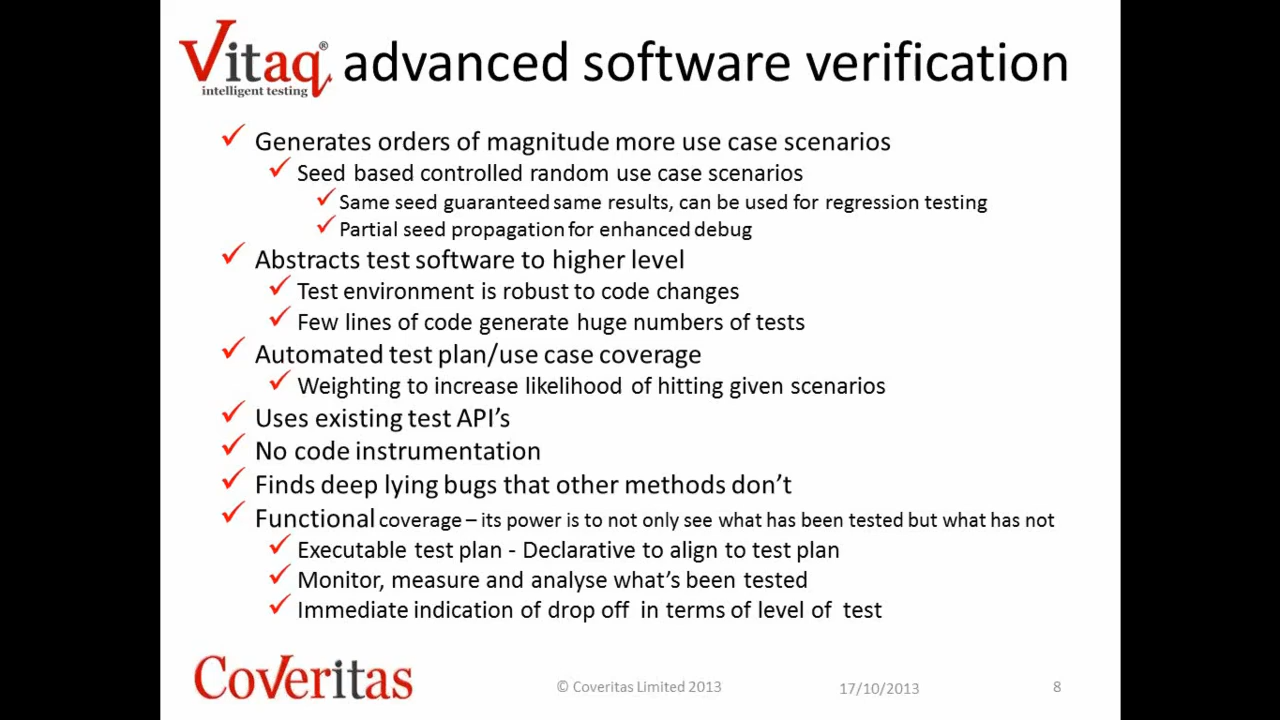 Vitaq® advanced software verification
intelligent testing
Generates orders of magnitude more use case scenarios
Seed based controlled random use case scenarios
Same seed guaranteed same results, can be used for regression testing
Partial seed propagation for enhanced debug
Abstracts test software to higher level
Test environment is robust to code changes
Few lines of code generate huge numbers of tests
Automated test plan/use case coverage
Weighting to increase likelihood of hitting given scenarios
Uses existing test API’s
No code instrumentation
Finds deep lying bugs that other methods don’t
Functional coverage – its power is to not only see what has been tested but what has not
Executable test plan - Declarative to align to test plan
Monitor, measure and analyse what’s been tested
Immediate indication of drop off in terms of level of test
Coveritas © Coveritas Limited 2013 17/10/2013 8